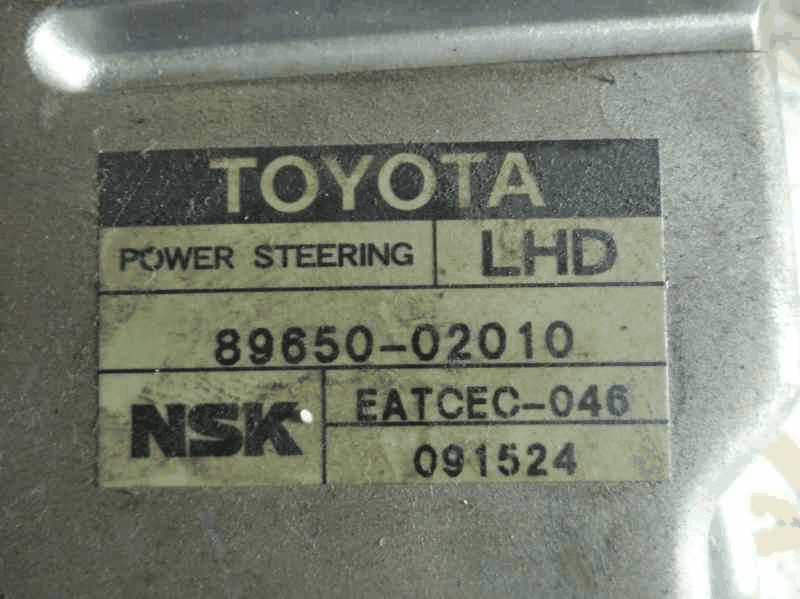 TOYOTA
POWER STEERING LHD
89650-02010
NSK EATCEC-046
091524